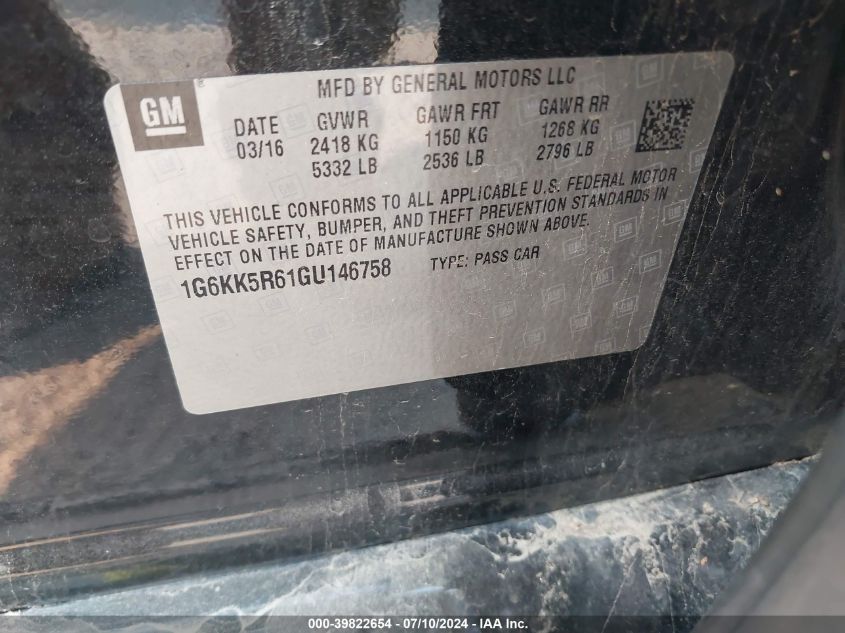 GM
MFD BY GENERAL MOTORS LLC
DATE GVWR GAWR FRT GAWR RR
03/16 2418 KG 1150 KG 1268 KG
5332 LB 2536 LB 2796 LB
THIS VEHICLE CONFORMS TO ALL APPLICABLE U.S. FEDERAL MOTOR
VEHICLE SAFETY, BUMPER, AND THEFT PREVENTION STANDARDS IN
EFFECT ON THE DATE OF MANUFACTURE SHOWN ABOVE.
1G6KK5R61GU146758 TYPE: PASS CAR
000-39822654 / 07/10/2024 - IAA Inc.